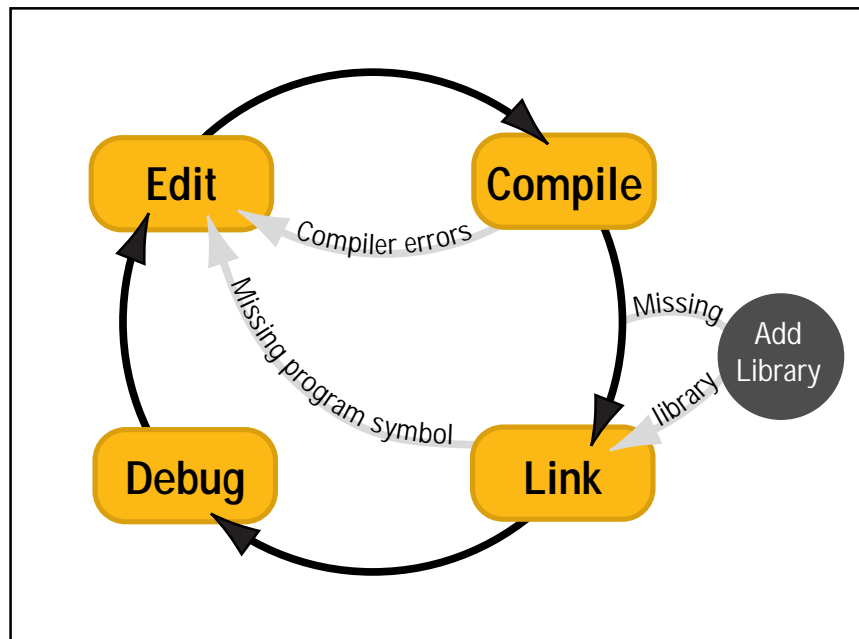 Edit
Compile
Compiler errors
Missing program symbol
Missing
library
Add
Library
Debug
Link